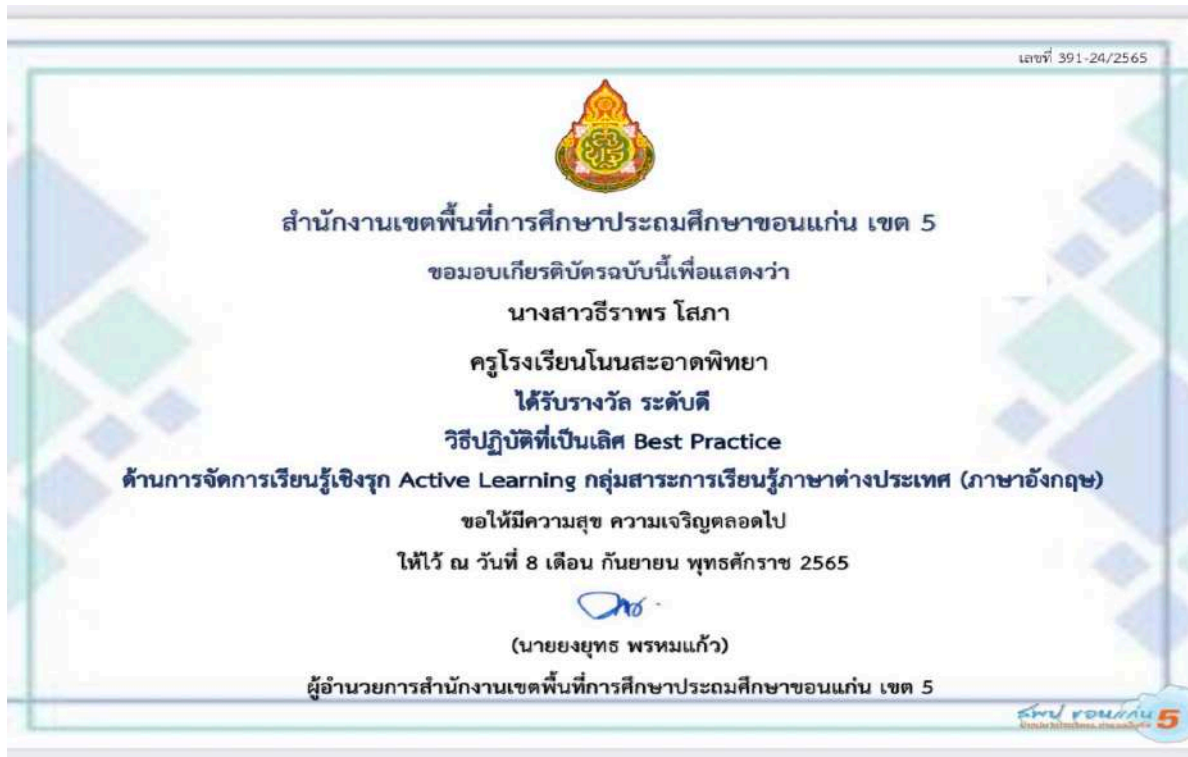 เลขที่ 391-24/2565
สำนักงานเขตพื้นที่การศึกษาประถมศึกษาขอนแก่น เขต 5
ขอมอบเกียรติบัตรฉบับนี้เพื่อแสดงว่า
นางสาวธีราพร โสภา
ครูโรงเรียนโนนสะอาดพิทยา
ได้รับรางวัล ระดับดี
วิธีปฏิบัติที่เป็นเลิศ Best Practice
ด้านการจัดการเรียนรู้เชิงรุก Active Learning กลุ่มสาระการเรียนรู้ภาษาต่างประเทศ (ภาษาอังกฤษ)
ขอให้มีความสุข ความเจริญตลอดไป
ให้ไว้ ณ วันที่ 8 เดือน กันยายน พุทธศักราช 2565
(นายยงยุทธ พรหมแก้ว)
ผู้อำนวยการสำนักงานเขตพื้นที่การศึกษาประถมศึกษาขอนแก่น เขต 5
สพป ขอนแก่น 5